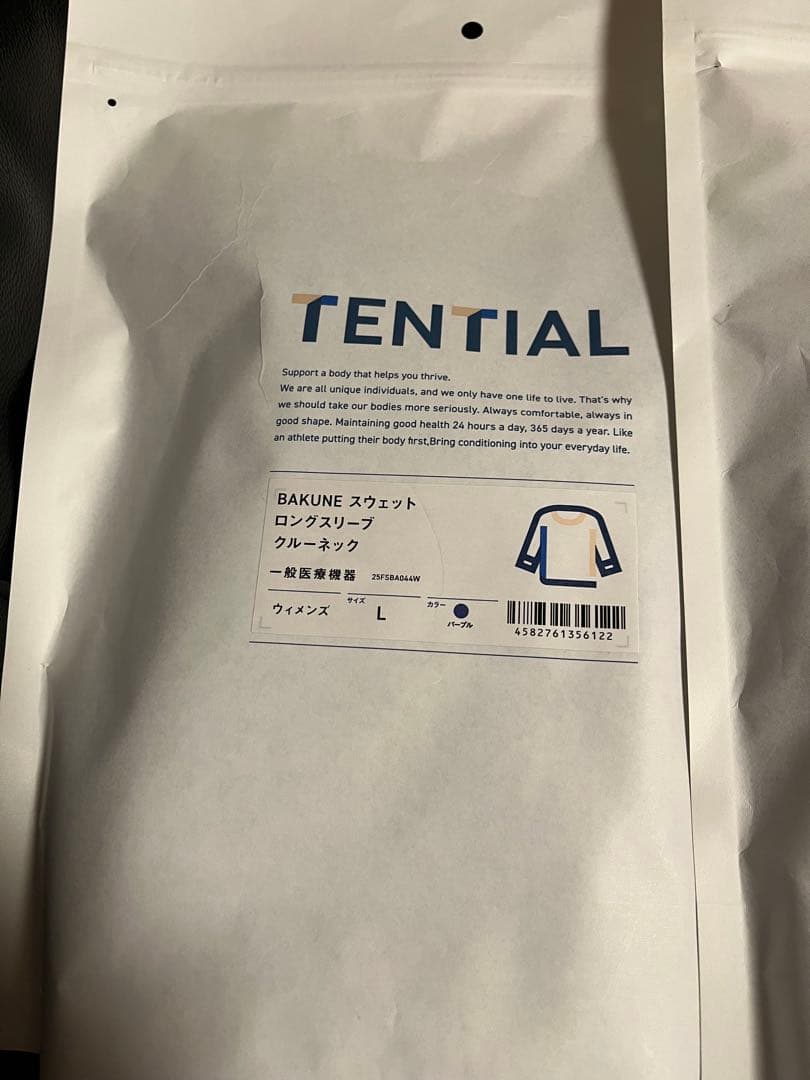 TENTIAL
Support a body that helps you thrive.
We are all unique individuals, and we only have one life to live. That's why
we should take our bodies more seriously. Always comfortable, always in
good shape. Maintaining good health 24 hours a day, 365 days a year. Like
an athlete putting their body first,Bring conditioning into your everyday life.
BAKUNE スウェット
ロングスリーブ
クルーネック
一般医療機器 25FSBA044W
ウィメンズ サイズ L カラー パープル
4582761356122